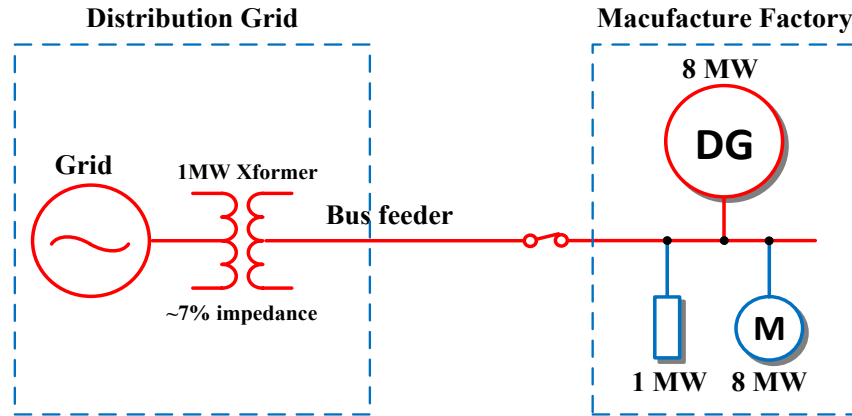 Distribution Grid
Macufacture Factory
8 MW
DG
Grid
1MW Xformer
Bus feeder
~7% impedance
M
1 MW
8 MW